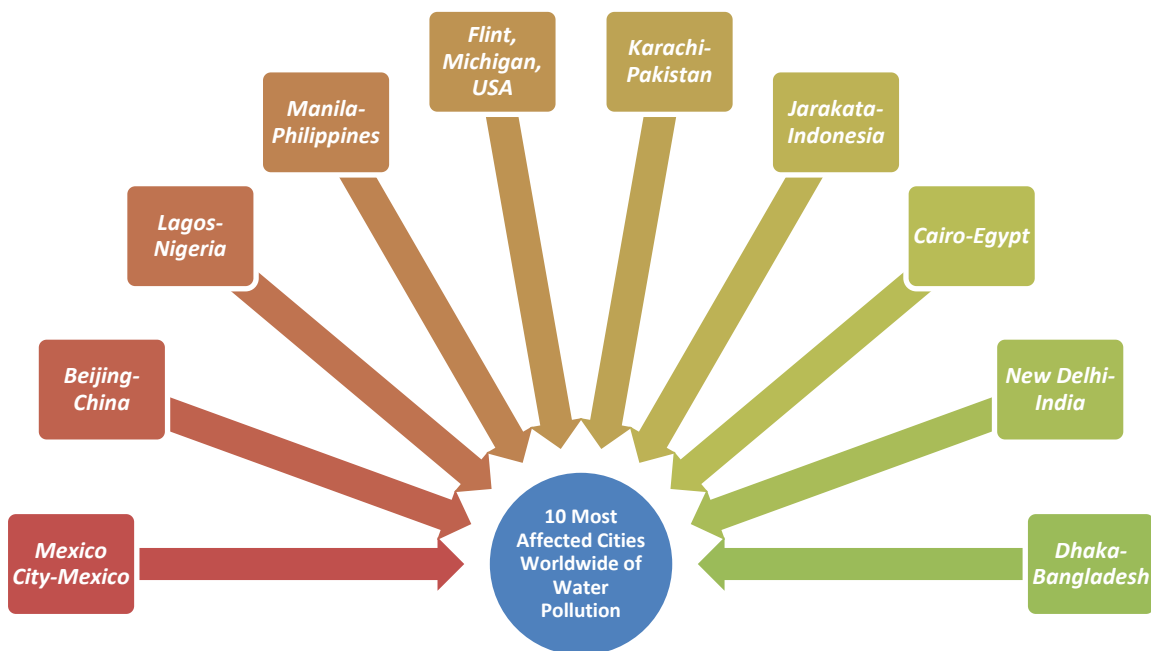 Flint,
Michigan,
USA
Karachi-
Pakistan
Manila-
Philippines
Jarakata-
Indonesia
Lagos-
Nigeria
Cairo-Egypt
Beijing-
China
New Delhi-
India
Mexico
City-Mexico
10 Most
Affected Cities
Worldwide of
Water
Pollution
Dhaka-
Bangladesh